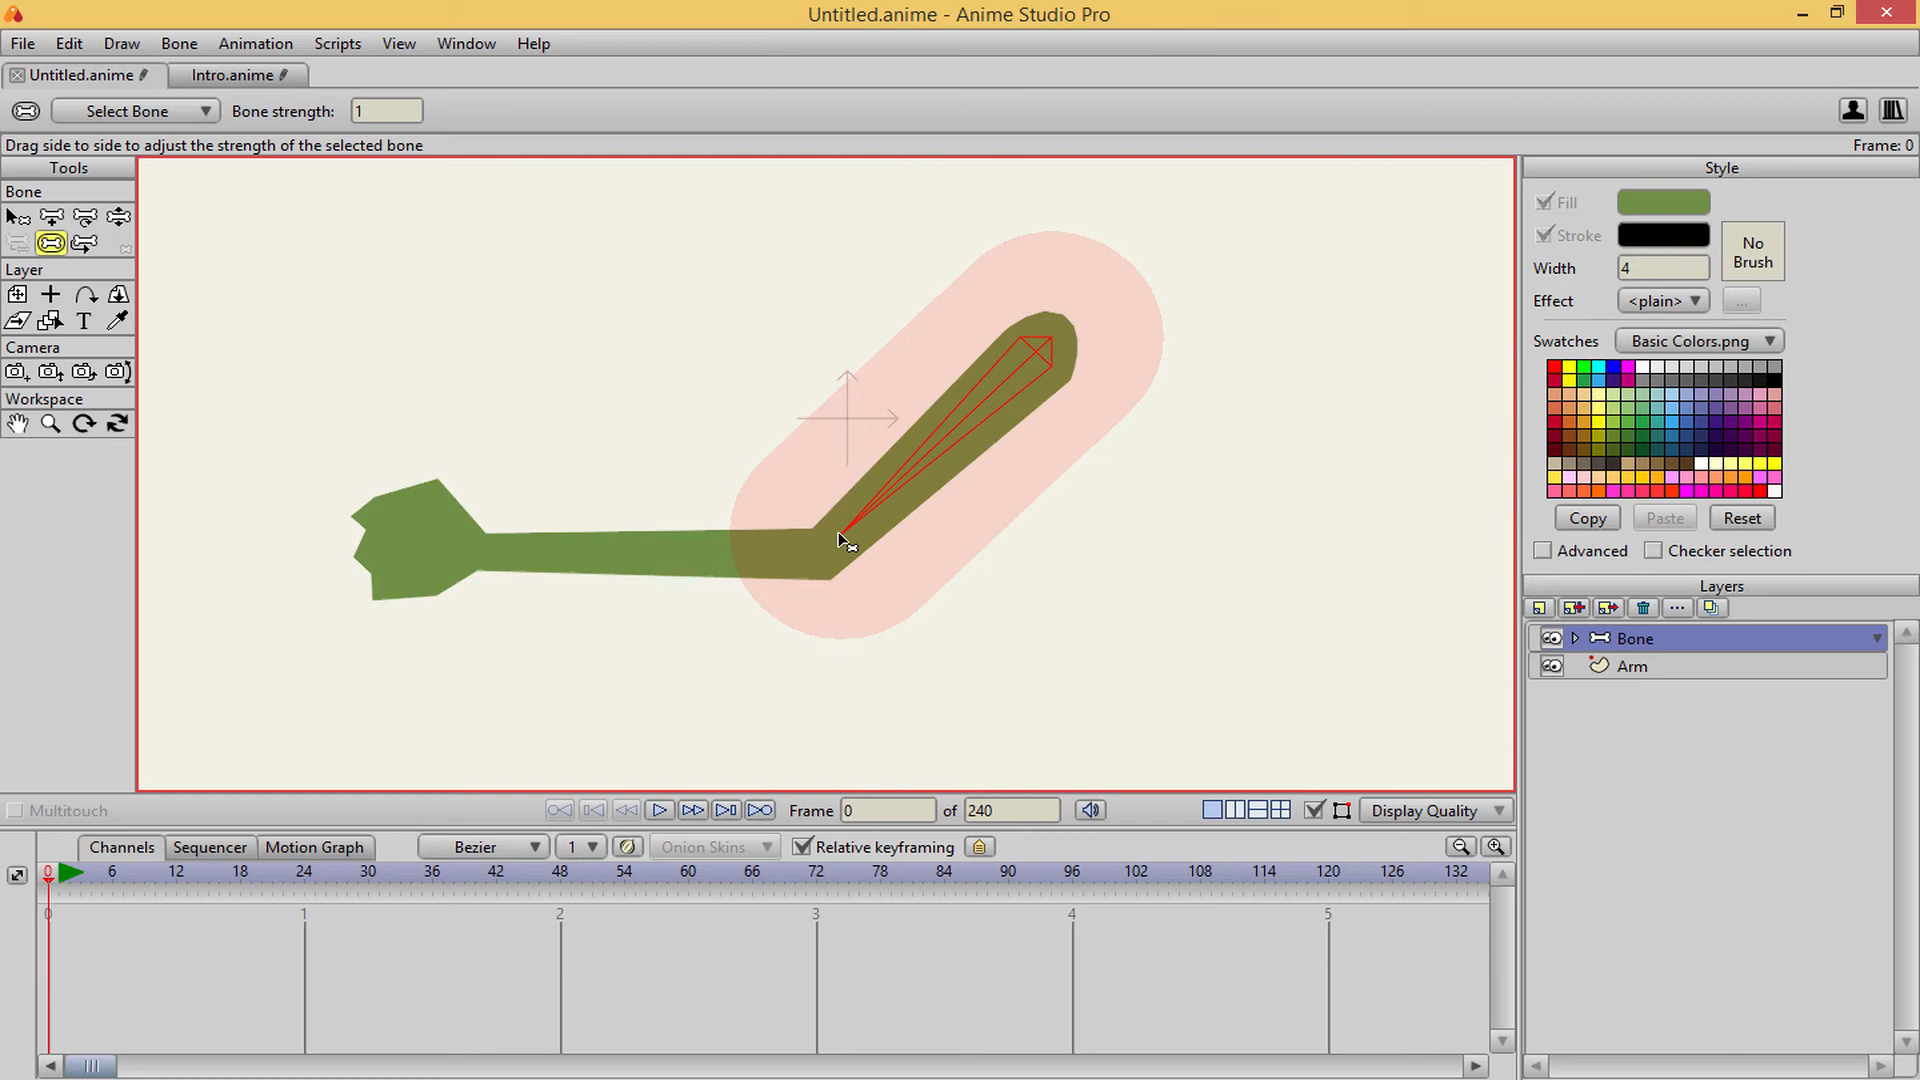 Untitled.anime - Anime Studio Pro
File Edit Draw Bone Animation Scripts View Window Help
Untitled.anime Intro.anime
Select Bone Bone strength: 1
Drag side to side to adjust the strength of the selected bone Frame: 0
Tools
Bone
Layer
T
Camera
Workspace
Style
Fill
Stroke
No Brush
Width 4
Effect <plain> ...
Swatches Basic Colors.png
Copy Paste Reset
Advanced Checker selection
Layers
Bone
Arm
Multitouch Frame 0 of 240 Display Quality
Channels Sequencer Motion Graph Bezier 1 Onion Skins Relative keyframing
0 6 12 18 24 30 36 42 48 54 60 66 72 78 84 90 96 102 108 114 120 126 132
0 1 2 3 4 5